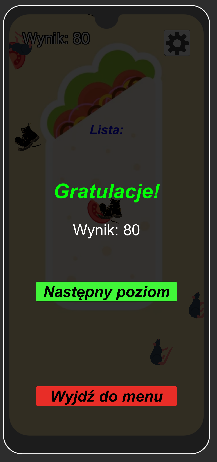 Wynik: 80
Lista:
Gratulacje!
Wynik: 80
Następny poziom
Wyjdź do menu